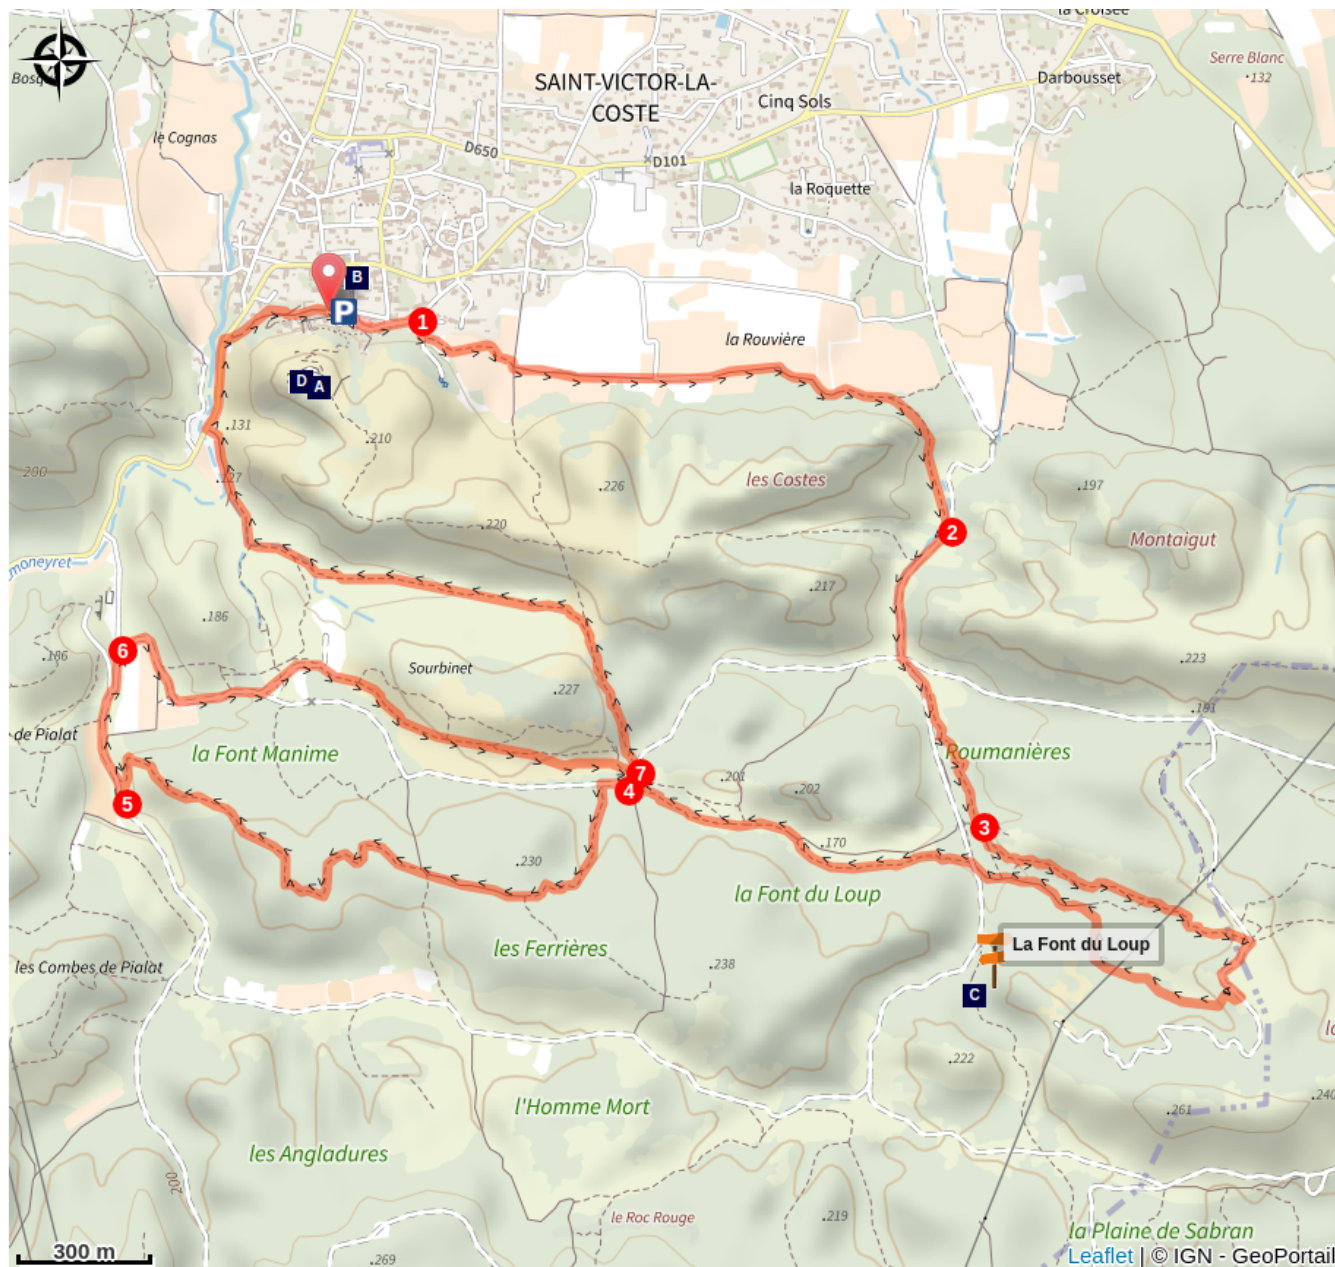 la Croisée
Bosq
Serre Blanc
132
Darbousset
SAINT-VICTOR-LA-
COSTE
Cinq Sols
le Cognas
D650
D101
la Roquette
B
P
1
la Rouvière
D
A
131
210
200
127
226
les Costes
197
220
2
Montaigut
moneyret
217
186
6
186
Sourbinet
223
227
191
de Pialat
la Font Manime
Roumanières
7
201
4
202
5
3
170
230
la Font du Loup
les Ferrières
La Font du Loup
238
les Combes de Pialat
C
222
l'Homme Mort
261
240
les Angladures
200
le Roc Rouge
219
la Plaine de Sabran
300 m
269
Leaflet | © IGN - GeoPortail